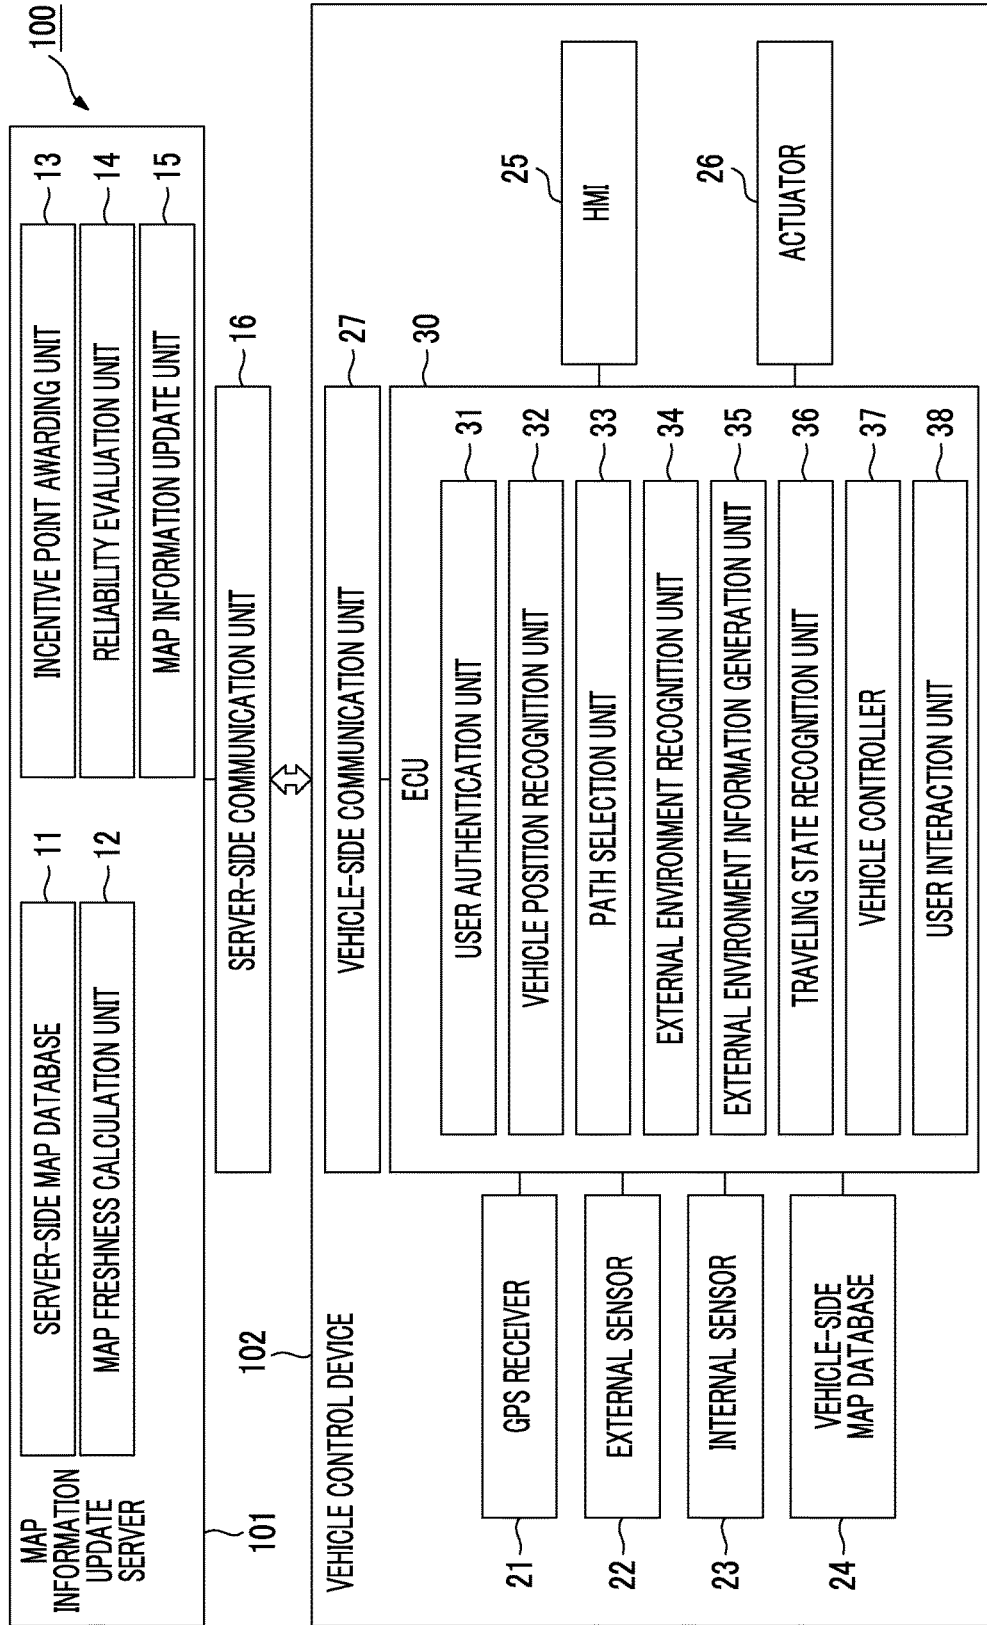 100
MAP
INFORMATION
UPDATE
SERVER
101
SERVER-SIDE MAP DATABASE
11
MAP FRESHNESS CALCULATION UNIT
12
INCENTIVE POINT AWARDING UNIT
13
RELIABILITY EVALUATION UNIT
14
MAP INFORMATION UPDATE UNIT
15
SERVER-SIDE COMMUNICATION UNIT
16
102
VEHICLE CONTROL DEVICE
VEHICLE-SIDE COMMUNICATION UNIT
27
ECU
30
21
GPS RECEIVER
22
EXTERNAL SENSOR
23
INTERNAL SENSOR
24
VEHICLE-SIDE
MAP DATABASE
USER AUTHENTICATION UNIT
31
VEHICLE POSITION RECOGNITION UNIT
32
PATH SELECTION UNIT
33
EXTERNAL ENVIRONMENT RECOGNITION UNIT
34
EXTERNAL ENVIRONMENT INFORMATION GENERATION UNIT
35
TRAVELING STATE RECOGNITION UNIT
36
VEHICLE CONTROLLER
37
USER INTERACTION UNIT
38
25
HMI
26
ACTUATOR